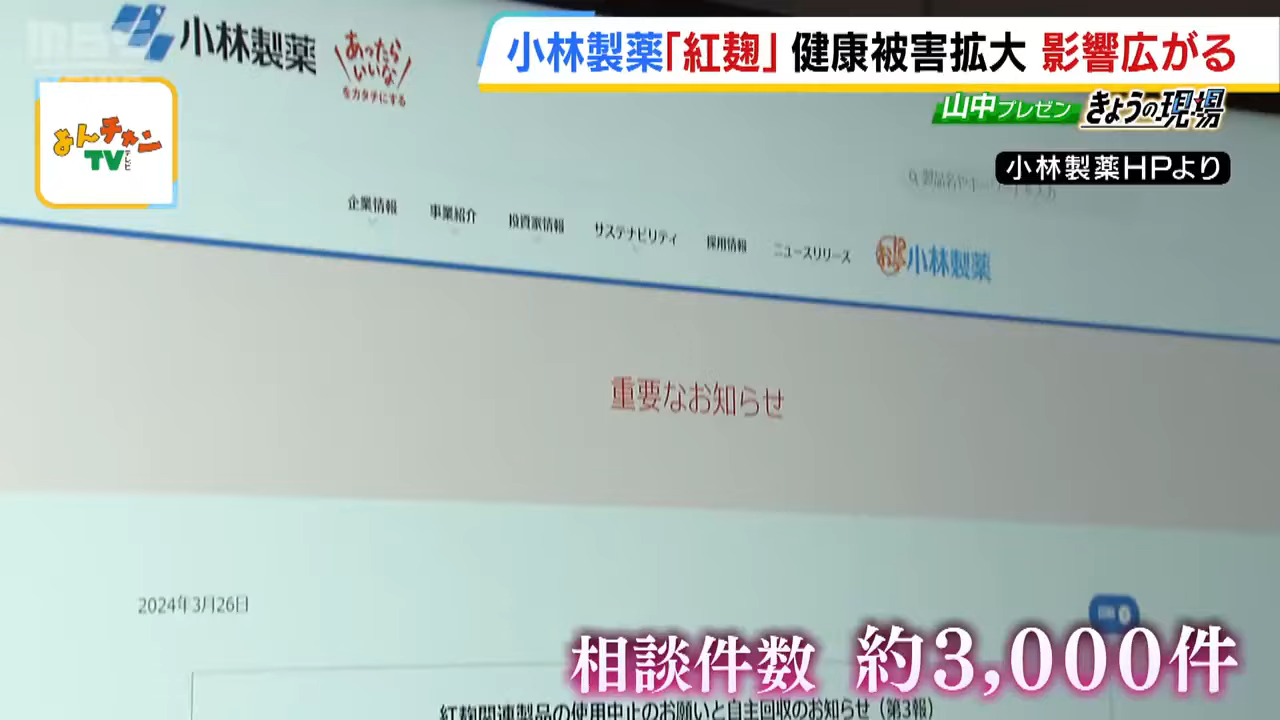 MBS NEWS
小林製薬
あったらいいなをカタチにする
小林製薬「紅麹」 健康被害拡大 影響広がる
山中プレゼン きょうの現場
よんチャンTV
テレビ
小林製薬HPより
企業情報 事業紹介 投資家情報 サステナビリティ 採用情報 ニュースリリース
小林製薬
重要なお知らせ
2024年3月26日
相談件数 約3,000件
紅麹関連製品の使用中止のお願いと自主回収のお知らせ(第3報)